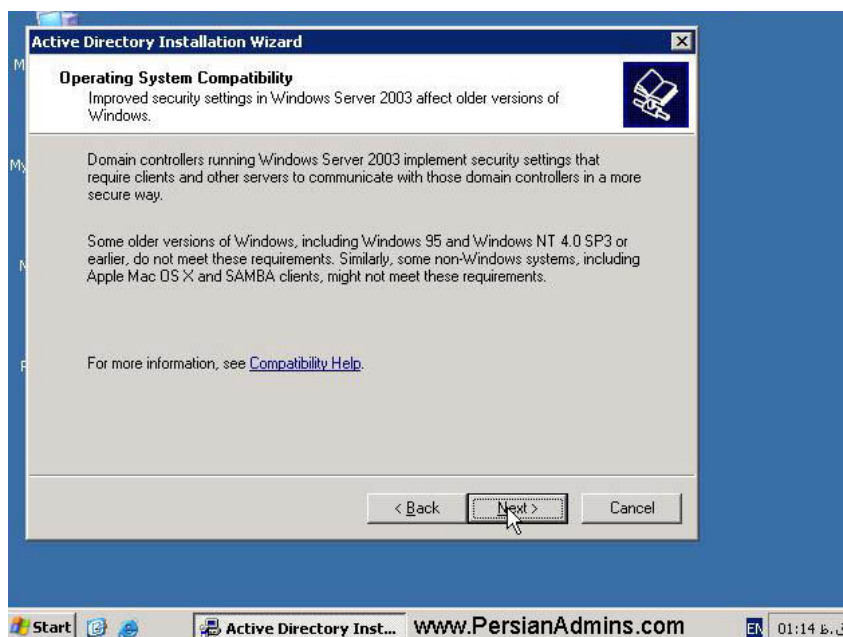 Active Directory Installation Wizard
Operating System Compatibility
Improved security settings in Windows Server 2003 affect older versions of
Windows.
Domain controllers running Windows Server 2003 implement security settings that
require clients and other servers to communicate with those domain controllers in a more
secure way.
Some older versions of Windows, including Windows 95 and Windows NT 4.0 SP3 or
earlier, do not meet these requirements. Similarly, some non-Windows systems, including
Apple Mac OS X and SAMBA clients, might not meet these requirements.
For more information, see Compatibility Help.
< Back
Next >
Cancel
Start
Active Directory Inst...
www.PersianAdmins.com
EN
01:14